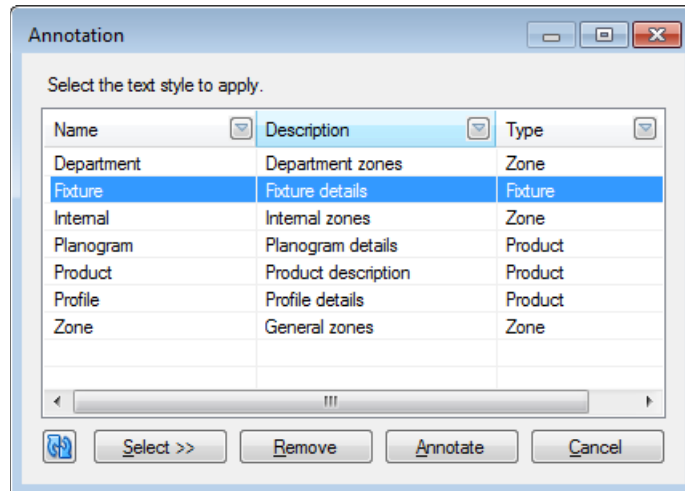 Annotation
Select the text style to apply.
Name Description Type
Department Department zones Zone
Fixture Fixture details Fixture
Internal Internal zones Zone
Planogram Planogram details Product
Product Product description Product
Profile Profile details Product
Zone General zones Zone
Select >> Remove Annotate Cancel